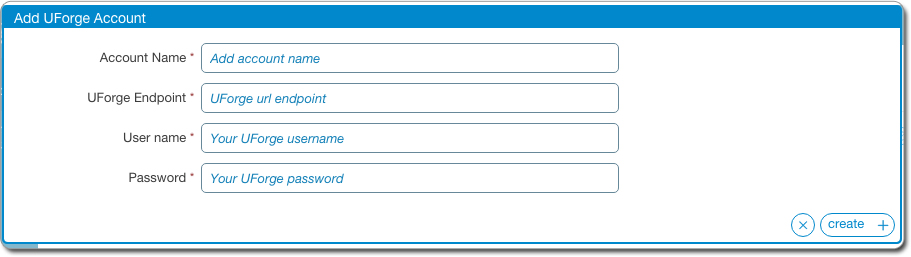 Add UForge Account
Account Name * Add account name
UForge Endpoint * UForge url endpoint
User name * Your UForge username
Password * Your UForge password
create +